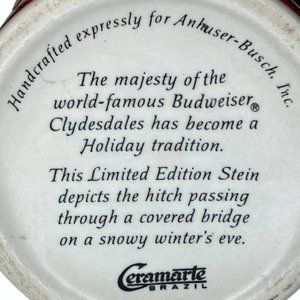 Handcrafted expressly for Anhuser-Busch, Inc.
The majesty of the
world-famous Budweiser®
Clydesdales has become a
Holiday tradition.
This Limited Edition Stein
depicts the hitch passing
through a covered bridge
on a snowy winter's eve.
Ceramarte
BRAZIL